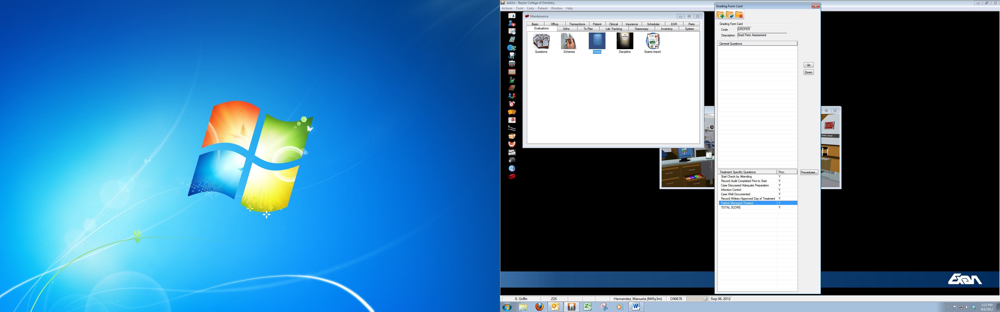 axiUm - Baylor College of Dentistry
Actions Tools Links Patient Window Help
Maintenance
Basic Office Transactions Patient Clinical Insurance Scheduler EHR Perio
Evaluations Ortho Tx Plan Lab Tracking Dispensary Inventory System
Questions Schemes Forms Discipline Exams Import
Grading Form Card
Grading Form Card
Code GRDPER
Description Grad Perio Assessment
General Questions
Up
Down
Treatment Specific Questions Proc. Procedures...
Start Check by Attending Y
Record Audit Completed Prior to Start Y
Case Discussed/Adequate Preparation Y
Infection Control Y
Case Well Documented Y
Record Written/Approved Day of Treatment Y
Patient Managed/Treated Y
TOTAL SCORE Y
EXIT
Ortho Dept
Exan
S. Griffin Z25 Hernandez, Manuela (M45y3m) D90678 Sep 06, 2012
3:22 PM
9/6/2012